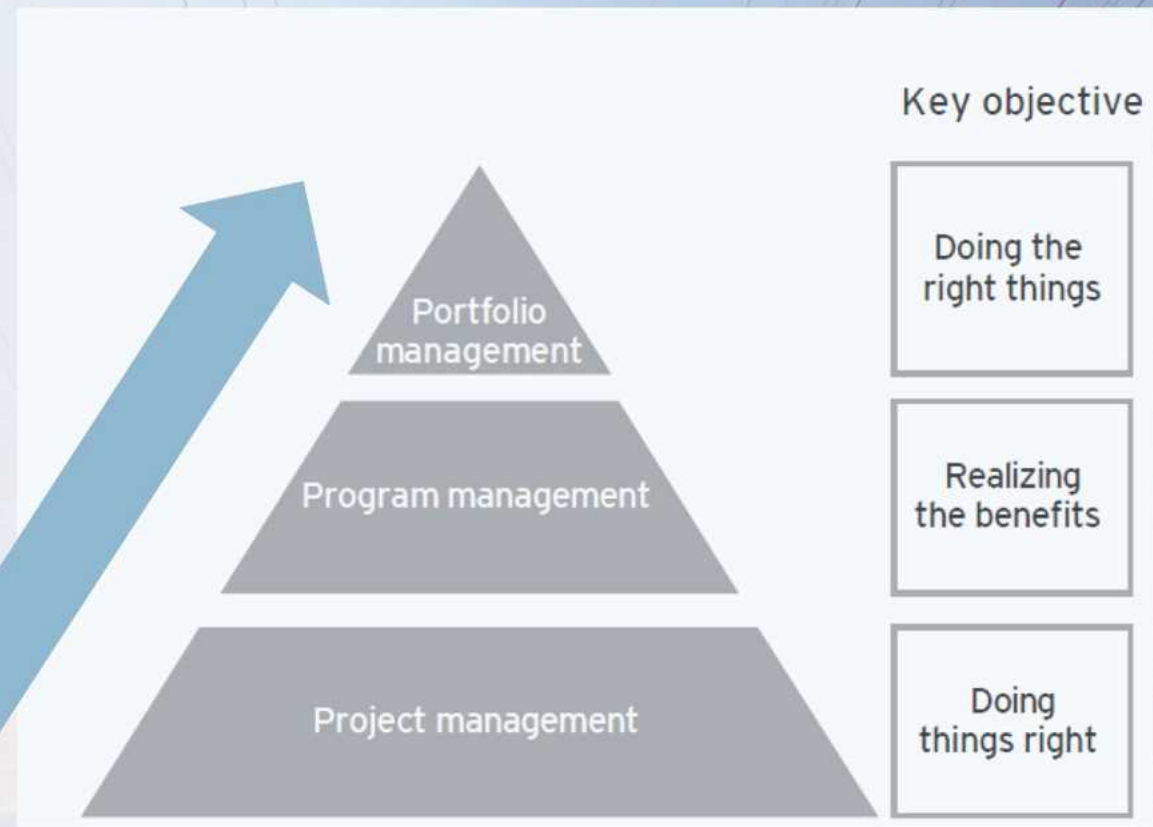 Key objective
Portfolio
management
Doing the
right things
Program management
Realizing
the benefits
Project management
Doing
things right